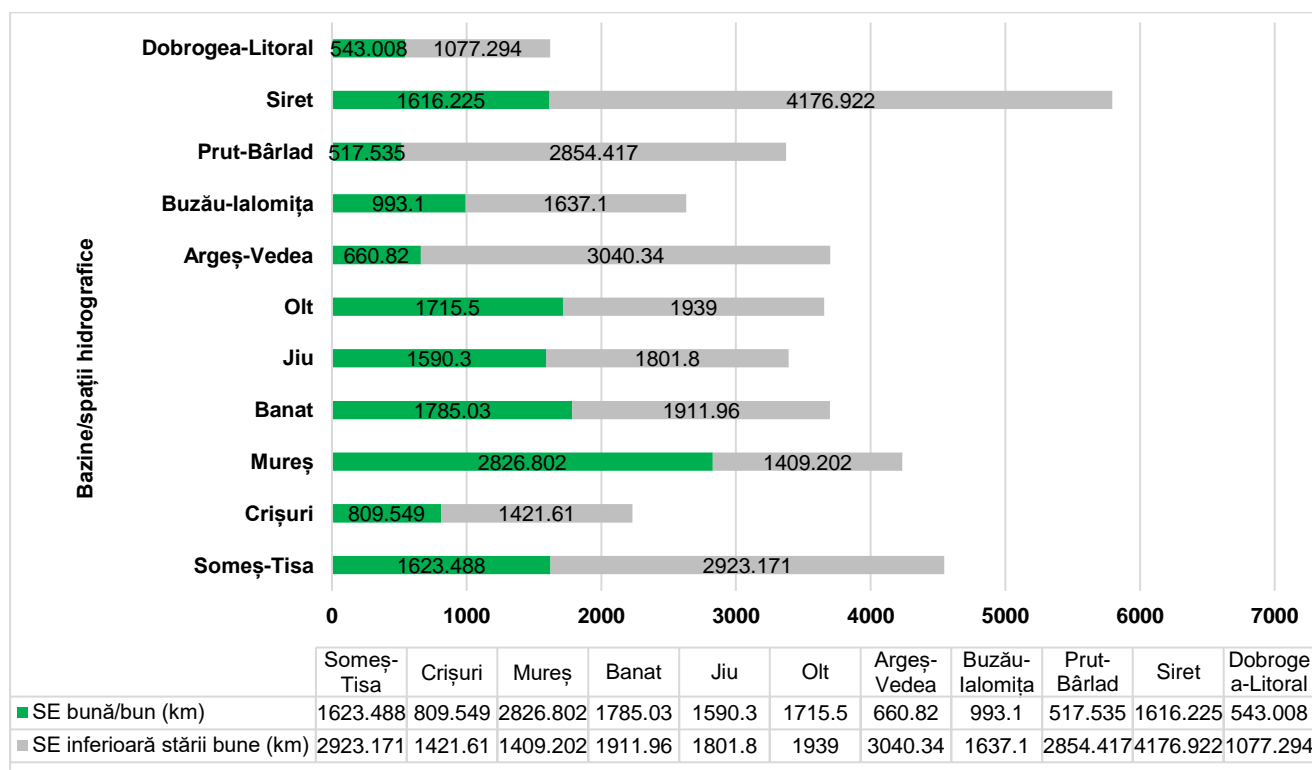 Bazine/spații hidrografice
Dobrogea-Litoral 543.008 1077.294
Siret 1616.225 4176.922
Prut-Bârlad 517.535 2854.417
Buzău-Ialomița 993.1 1637.1
Argeș-Vedea 660.82 3040.34
Olt 1715.5 1939
Jiu 1590.3 1801.8
Banat 1785.03 1911.96
Mureș 2826.802 1409.202
Crișuri 809.549 1421.61
Someș-Tisa 1623.488 2923.171
0 1000 2000 3000 4000 5000 6000 7000
Someș-Tisa Crișuri Mureș Banat Jiu Olt Argeș-Vedea Buzău-Ialomița Prut-Bârlad Siret Dobrogea-Litoral
SE bună/bun (km) 1623.488 809.549 2826.802 1785.03 1590.3 1715.5 660.82 993.1 517.535 1616.225 543.008
SE inferioară stării bune (km) 2923.171 1421.61 1409.202 1911.96 1801.8 1939 3040.34 1637.1 2854.417 4176.922 1077.294